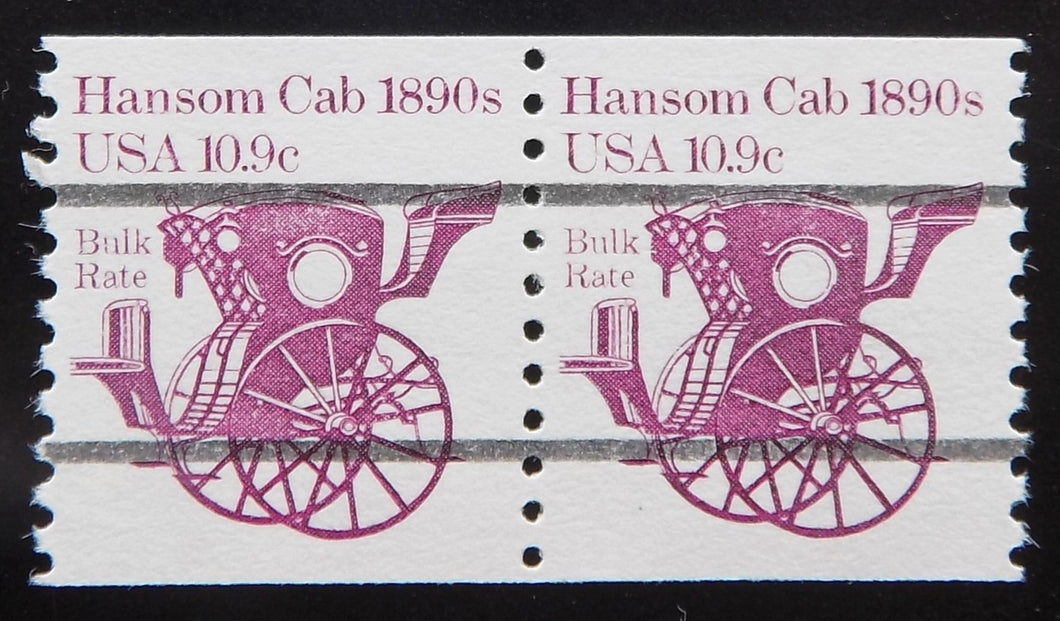 Hansom Cab 1890s
USA 10.9c
Bulk
Rate
Hansom Cab 1890s
USA 10.9c
Bulk
Rate